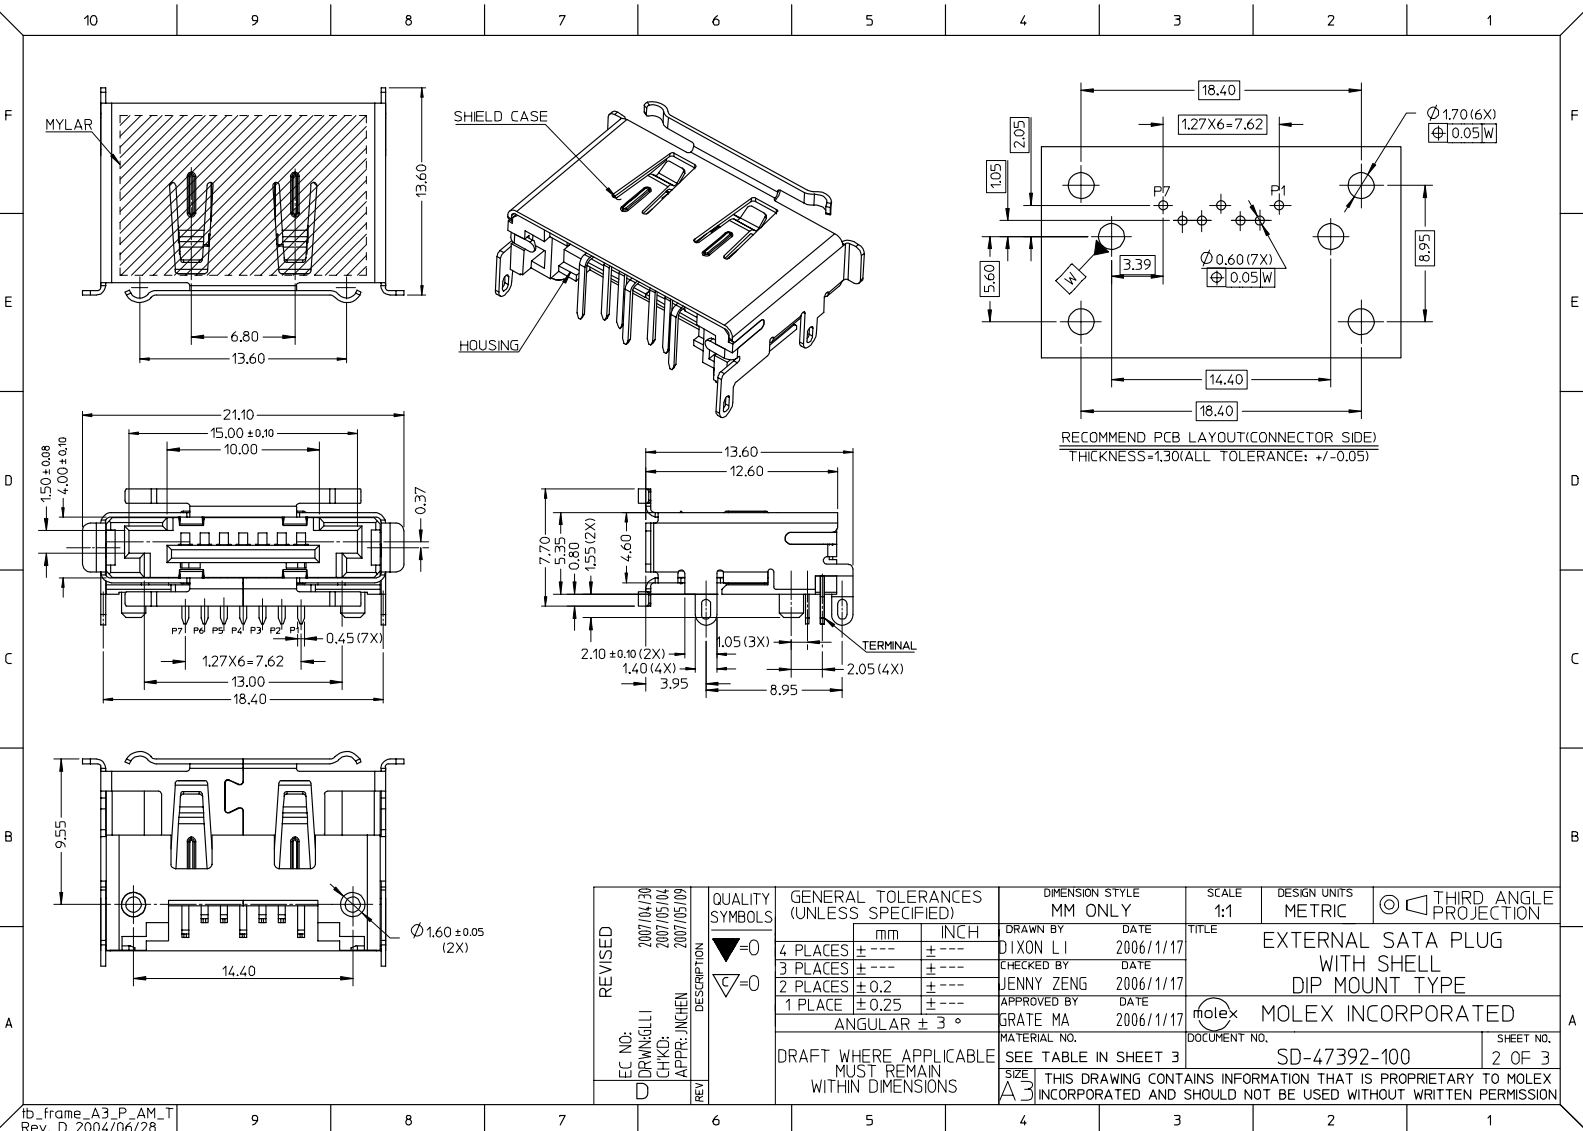 10 9 8 7 6 5 4 3 2 1
F
E
D
C
B
A
F
E
D
C
B
A
MYLAR
13.60
6.80
13.60
SHIELD CASE
HOUSING
18.40
1.27X6=7.62
2.05
1.05
Ø 1.70(6X)
⌖ 0.05 W
P7
P1
8.95
5.60
3.39
W
Ø 0.60(7X)
⌖ 0.05 W
14.40
18.40
RECOMMEND PCB LAYOUT(CONNECTOR SIDE)
THICKNESS=1.30(ALL TOLERANCE: +/-0.05)
21.10
15.00 ±0.10
10.00
1.50 ±0.08
4.00 ±0.10
0.37
P7 P6 P5 P4 P3 P2 P1
0.45(7X)
1.27X6=7.62
13.00
18.40
13.60
12.60
7.70
5.35
0.80
1.55(2X)
4.60
TERMINAL
1.05(3X)
2.10 ±0.10(2X)
1.40(4X)
2.05(4X)
3.95
8.95
9.55
Ø 1.60 ±0.05
(2X)
14.40
REVISED
EC NO:
DRWN:GLLI 2007/04/30
CH'KD: 2007/05/04
APPR: JNCHEN 2007/05/09
DESCRIPTION
D
REV
QUALITY
SYMBOLS
=0
C =0
GENERAL TOLERANCES
(UNLESS SPECIFIED)
mm INCH
4 PLACES ± --- ± ---
3 PLACES ± --- ± ---
2 PLACES ± 0.2 ± ---
1 PLACE ± 0.25 ± ---
ANGULAR ± 3 °
DRAFT WHERE APPLICABLE
MUST REMAIN
WITHIN DIMENSIONS
DIMENSION STYLE
MM ONLY
SCALE
1:1
DESIGN UNITS
METRIC
THIRD ANGLE
PROJECTION
DRAWN BY DATE
DIXON LI 2006/1/17
CHECKED BY DATE
JENNY ZENG 2006/1/17
APPROVED BY DATE
GRATE MA 2006/1/17
TITLE
EXTERNAL SATA PLUG
WITH SHELL
DIP MOUNT TYPE
molex MOLEX INCORPORATED
MATERIAL NO.
SEE TABLE IN SHEET 3
DOCUMENT NO.
SD-47392-100
SHEET NO.
2 OF 3
SIZE
A3
THIS DRAWING CONTAINS INFORMATION THAT IS PROPRIETARY TO MOLEX
INCORPORATED AND SHOULD NOT BE USED WITHOUT WRITTEN PERMISSION
tb_frame_A3_P_AM_T
Rev. D 2004/06/28
9 8 7 6 5 4 3 2 1